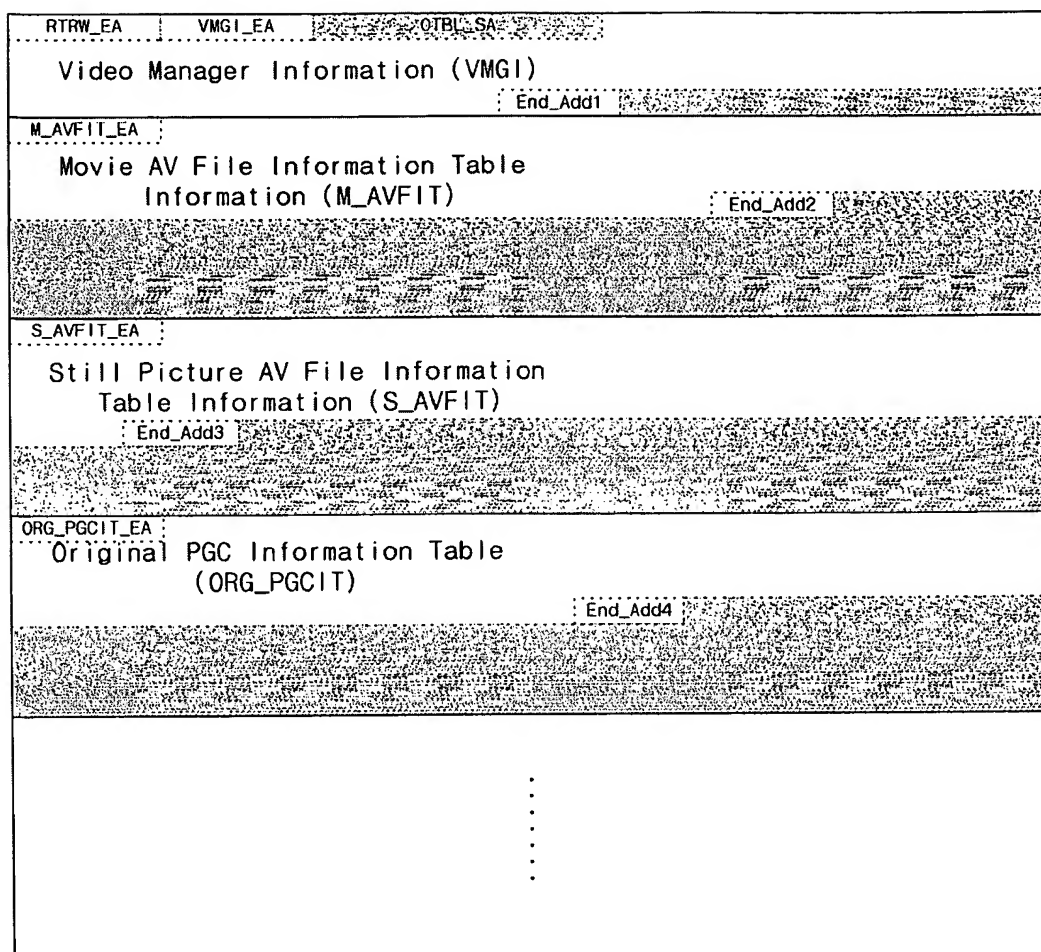 RTRW_EA VMGI_EA OTBL_SA
Video Manager Information (VMGI)
End_Add1
M_AVFIT_EA
Movie AV File Information Table
Information (M_AVFIT)
End_Add2
S_AVFIT_EA
Still Picture AV File Information
Table Information (S_AVFIT)
End_Add3
ORG_PGCIT_EA
Original PGC Information Table
(ORG_PGCIT)
End_Add4